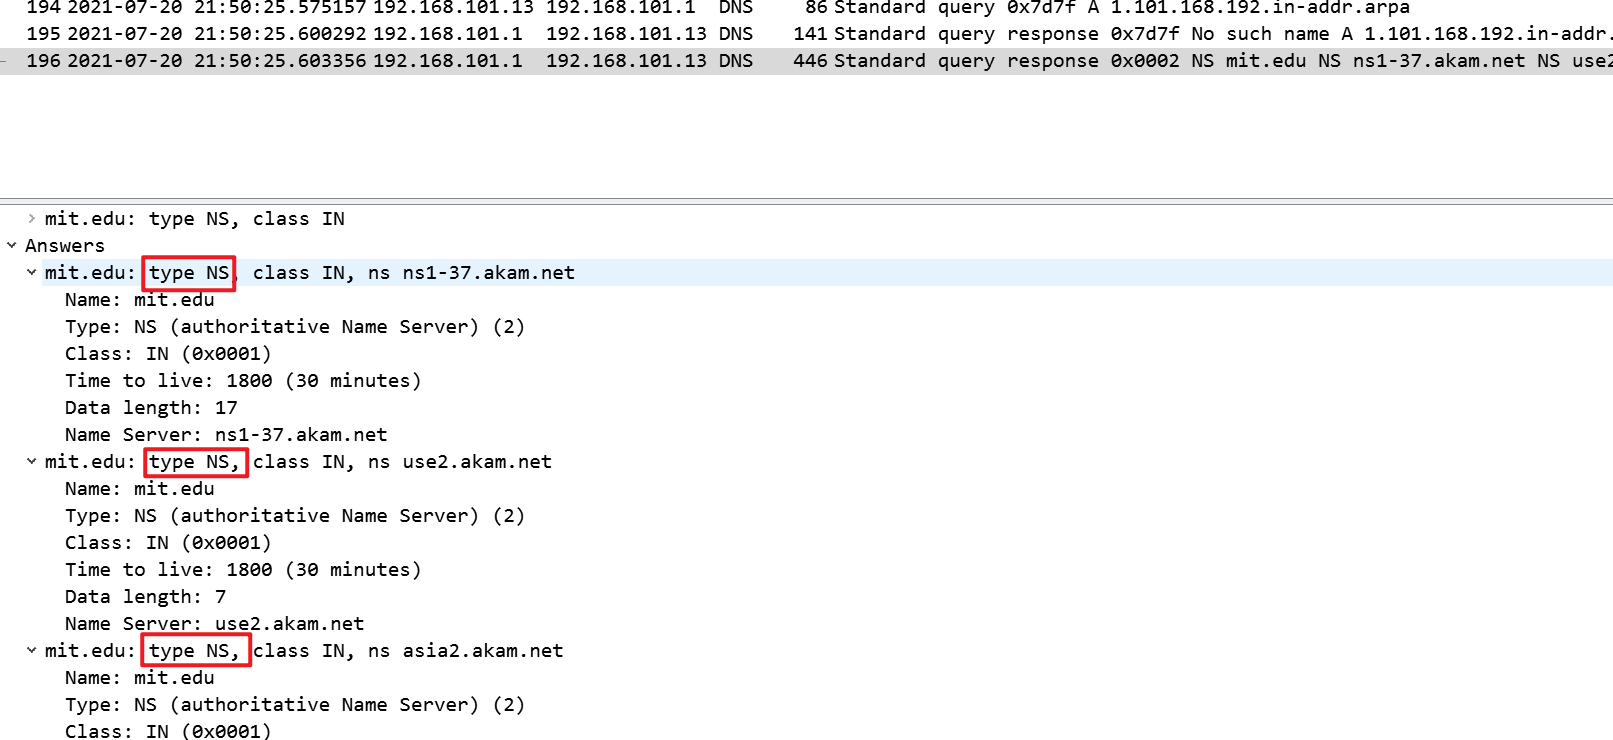 194 2021-07-20 21:50:25.575157 192.168.101.13 192.168.101.1 DNS 86 Standard query 0x7d7f A 1.101.168.192.in-addr.arpa
195 2021-07-20 21:50:25.600292 192.168.101.1 192.168.101.13 DNS 141 Standard query response 0x7d7f No such name A 1.101.168.192.in-addr.
196 2021-07-20 21:50:25.603356 192.168.101.1 192.168.101.13 DNS 446 Standard query response 0x0002 NS mit.edu NS ns1-37.akam.net NS use2
mit.edu: type NS, class IN
Answers
mit.edu: type NS, class IN, ns ns1-37.akam.net
Name: mit.edu
Type: NS (authoritative Name Server) (2)
Class: IN (0x0001)
Time to live: 1800 (30 minutes)
Data length: 17
Name Server: ns1-37.akam.net
mit.edu: type NS, class IN, ns use2.akam.net
Name: mit.edu
Type: NS (authoritative Name Server) (2)
Class: IN (0x0001)
Time to live: 1800 (30 minutes)
Data length: 7
Name Server: use2.akam.net
mit.edu: type NS, class IN, ns asia2.akam.net
Name: mit.edu
Type: NS (authoritative Name Server) (2)
Class: IN (0x0001)